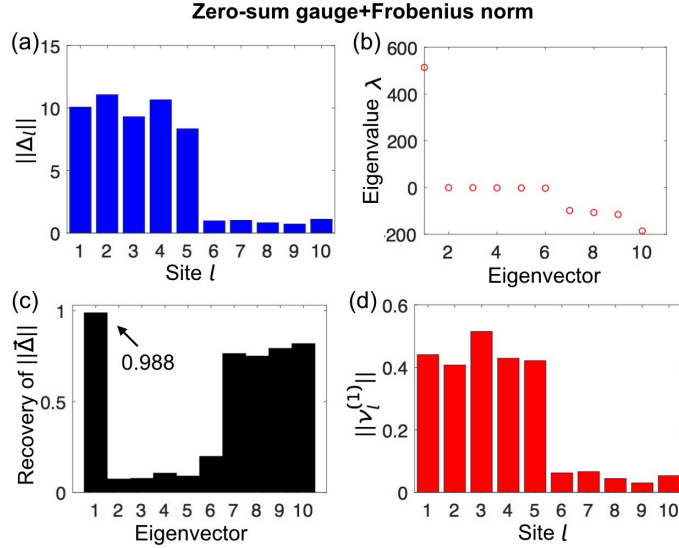 Zero-sum gauge+Frobenius norm
(a)
15
10
5
0
||Δ_l||
1 2 3 4 5 6 7 8 9 10
Site l
(b)
600
400
200
0
-200
Eigenvalue λ
2 4 6 8 10
Eigenvector
(c)
1
0.5
0
Recovery of ||Δ⃗||
0.988
1 2 3 4 5 6 7 8 9 10
Eigenvector
(d)
0.6
0.4
0.2
0
||ν_l^(1)||
1 2 3 4 5 6 7 8 9 10
Site l